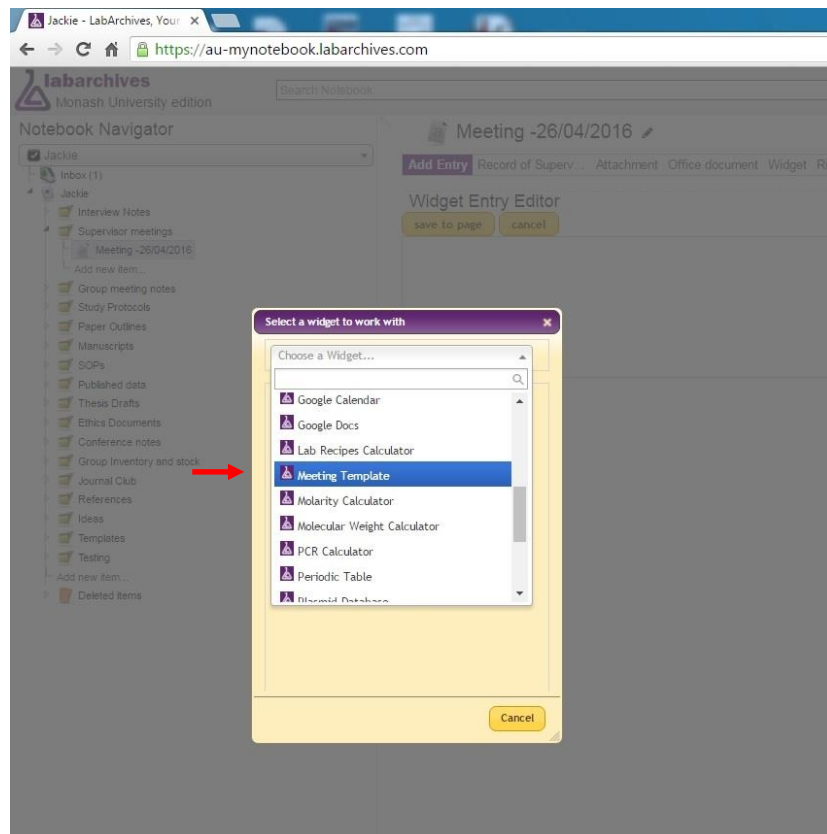 Jackie - LabArchives, Your
https://au-mynotebook.labarchives.com
labarchives
Monash University edition
Search Notebook
Notebook Navigator
Jackie
Inbox (1)
Jackie
Interview Notes
Supervisor meetings
Meeting -26/04/2016
Add new item...
Group meeting notes
Study Protocols
Paper Outlines
Manuscripts
SOPs
Published data
Thesis Drafts
Ethics Documents
Conference notes
Group Inventory and stock
Journal Club
References
Ideas
Templates
Testing
Add new item...
Deleted Items
Meeting -26/04/2016
Add Entry Record of Superv... Attachment Office document Widget
Widget Entry Editor
save to page cancel
Select a widget to work with
Choose a Widget...
Google Calendar
Google Docs
Lab Recipes Calculator
Meeting Template
Molarity Calculator
Molecular Weight Calculator
PCR Calculator
Periodic Table
Plasmid Database
Cancel